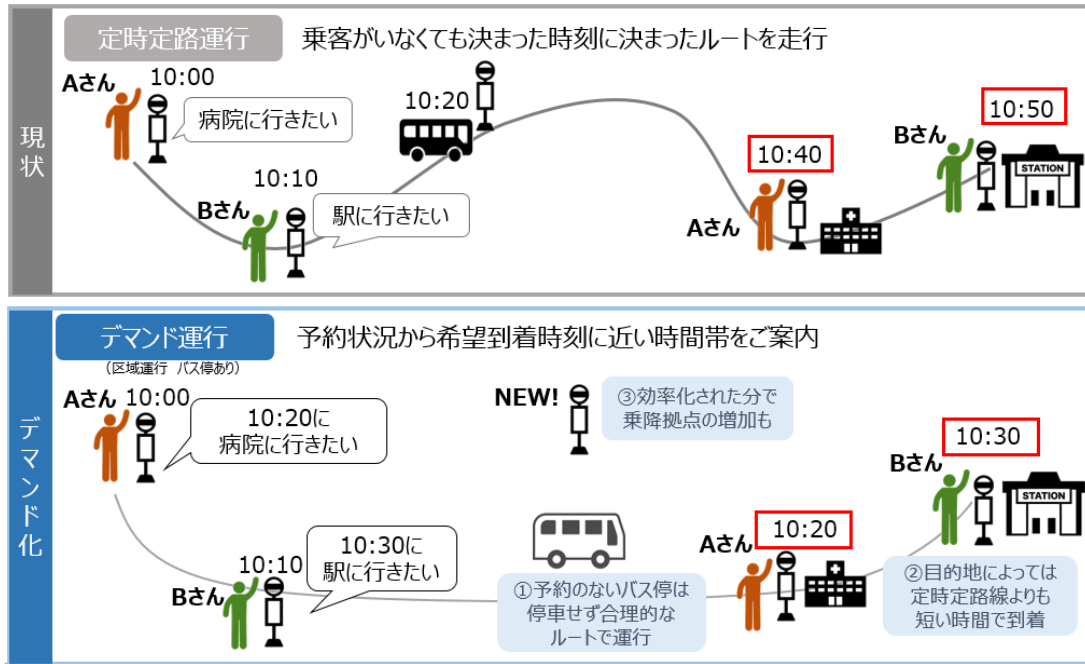 現状
定時定路運行
乗客がいなくても決まった時刻に決まったルートを走行
Aさん
10:00
病院に行きたい
10:10
Bさん
駅に行きたい
10:20
10:40
Aさん
10:50
Bさん
STATION
デマンド化
デマンド運行
(区域運行 バス停あり)
予約状況から希望到着時刻に近い時間帯をご案内
Aさん
10:00
10:20に
病院に行きたい
10:10
Bさん
10:30に
駅に行きたい
NEW!
③効率化された分で
乗降拠点の増加も
①予約のないバス停は
停車せず合理的な
ルートで運行
Aさん
10:20
10:30
Bさん
STATION
②目的地によっては
定時定路線よりも
短い時間で到着